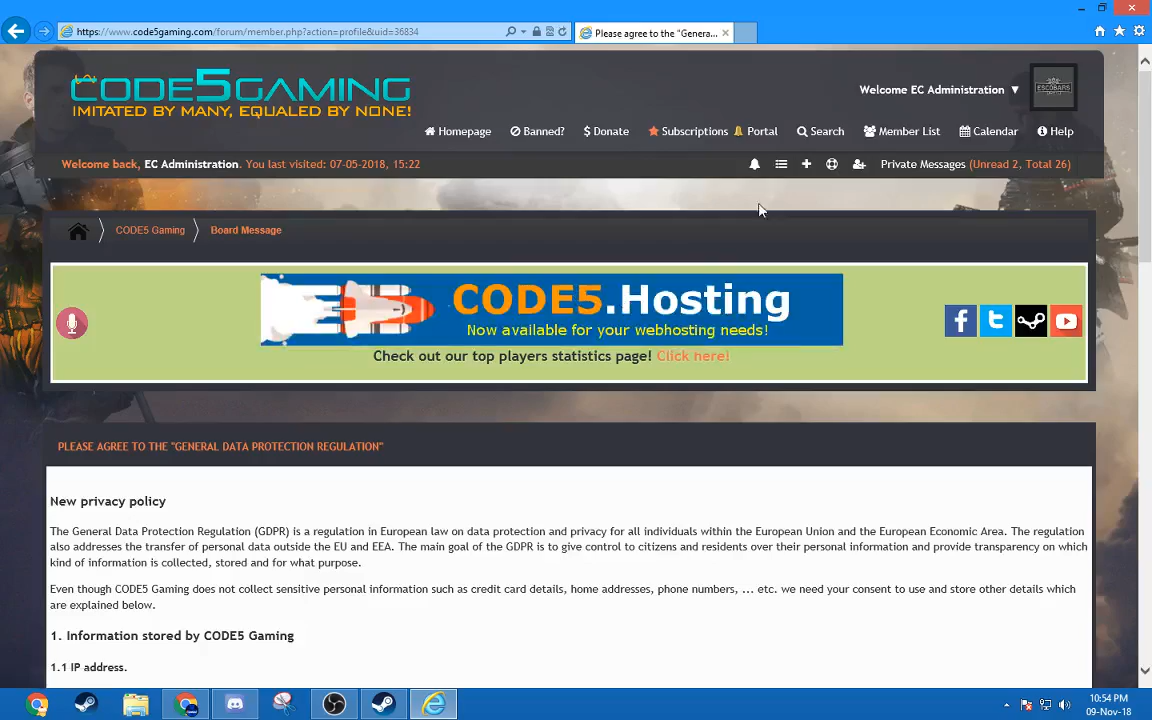 https://www.code5gaming.com/forum/member.php?action=profile&uid=36834
Please agree to the "Genera...
CODE5GAMING
IMITATED BY MANY, EQUALED BY NONE!
Welcome EC Administration ▼
ESCOBARS
Homepage Banned? Donate Subscriptions Portal Search Member List Calendar Help
Welcome back, EC Administration. You last visited: 07-05-2018, 15:22
Private Messages (Unread 2, Total 26)
CODE5 Gaming Board Message
CODE5.Hosting
Now available for your webhosting needs!
Check out our top players statistics page! Click here!
PLEASE AGREE TO THE "GENERAL DATA PROTECTION REGULATION"
New privacy policy
The General Data Protection Regulation (GDPR) is a regulation in European law on data protection and privacy for all individuals within the European Union and the European Economic Area. The regulation
also addresses the transfer of personal data outside the EU and EEA. The main goal of the GDPR is to give control to citizens and residents over their personal information and provide transparency on which
kind of information is collected, stored and for what purpose.
Even though CODE5 Gaming does not collect sensitive personal information such as credit card details, home addresses, phone numbers, ... etc. we need your consent to use and store other details which
are explained below.
1. Information stored by CODE5 Gaming
1.1 IP address.
10:54 PM
09-Nov-18